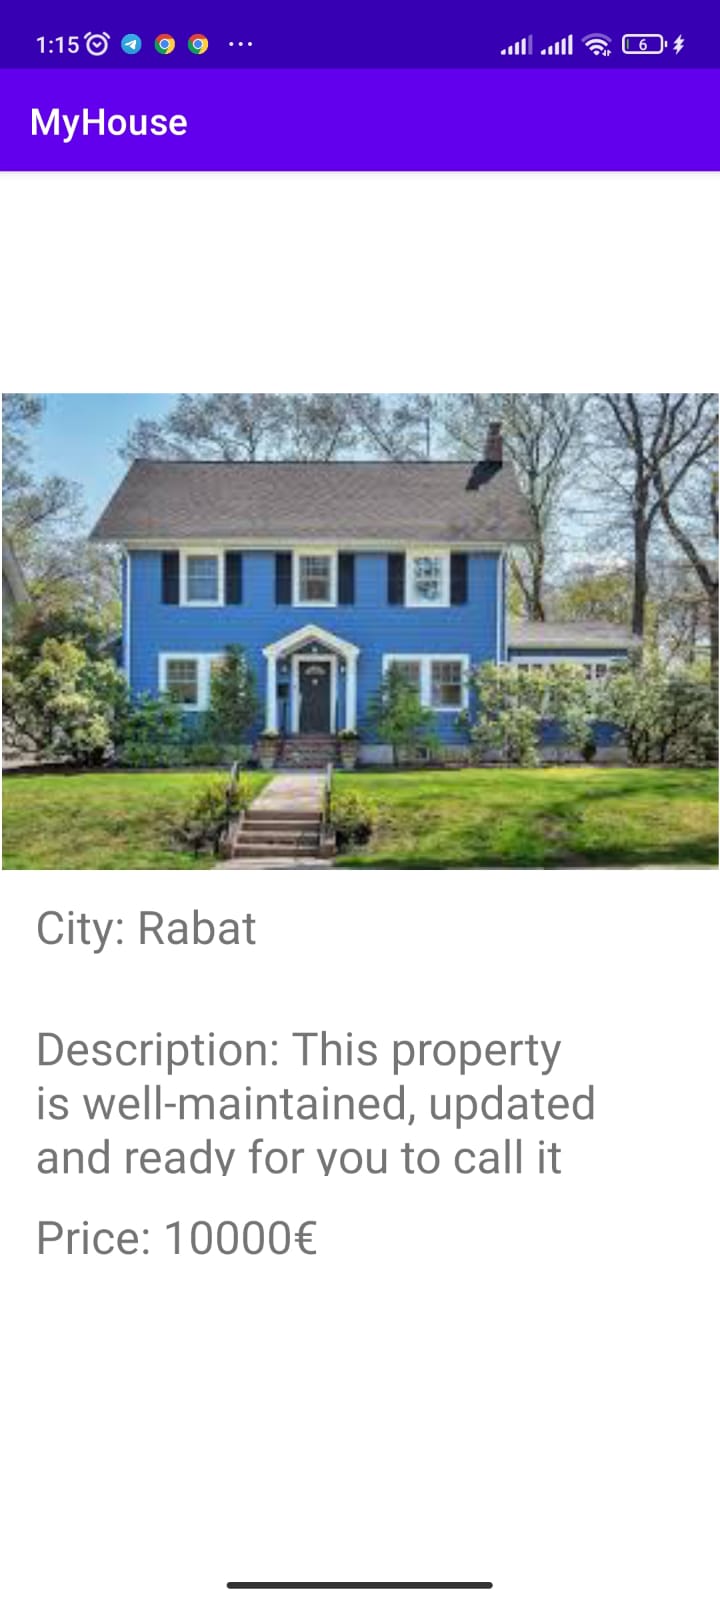 1:15
6
MyHouse
City: Rabat
Description: This property
is well-maintained, updated
and ready for you to call it
Price: 10000€